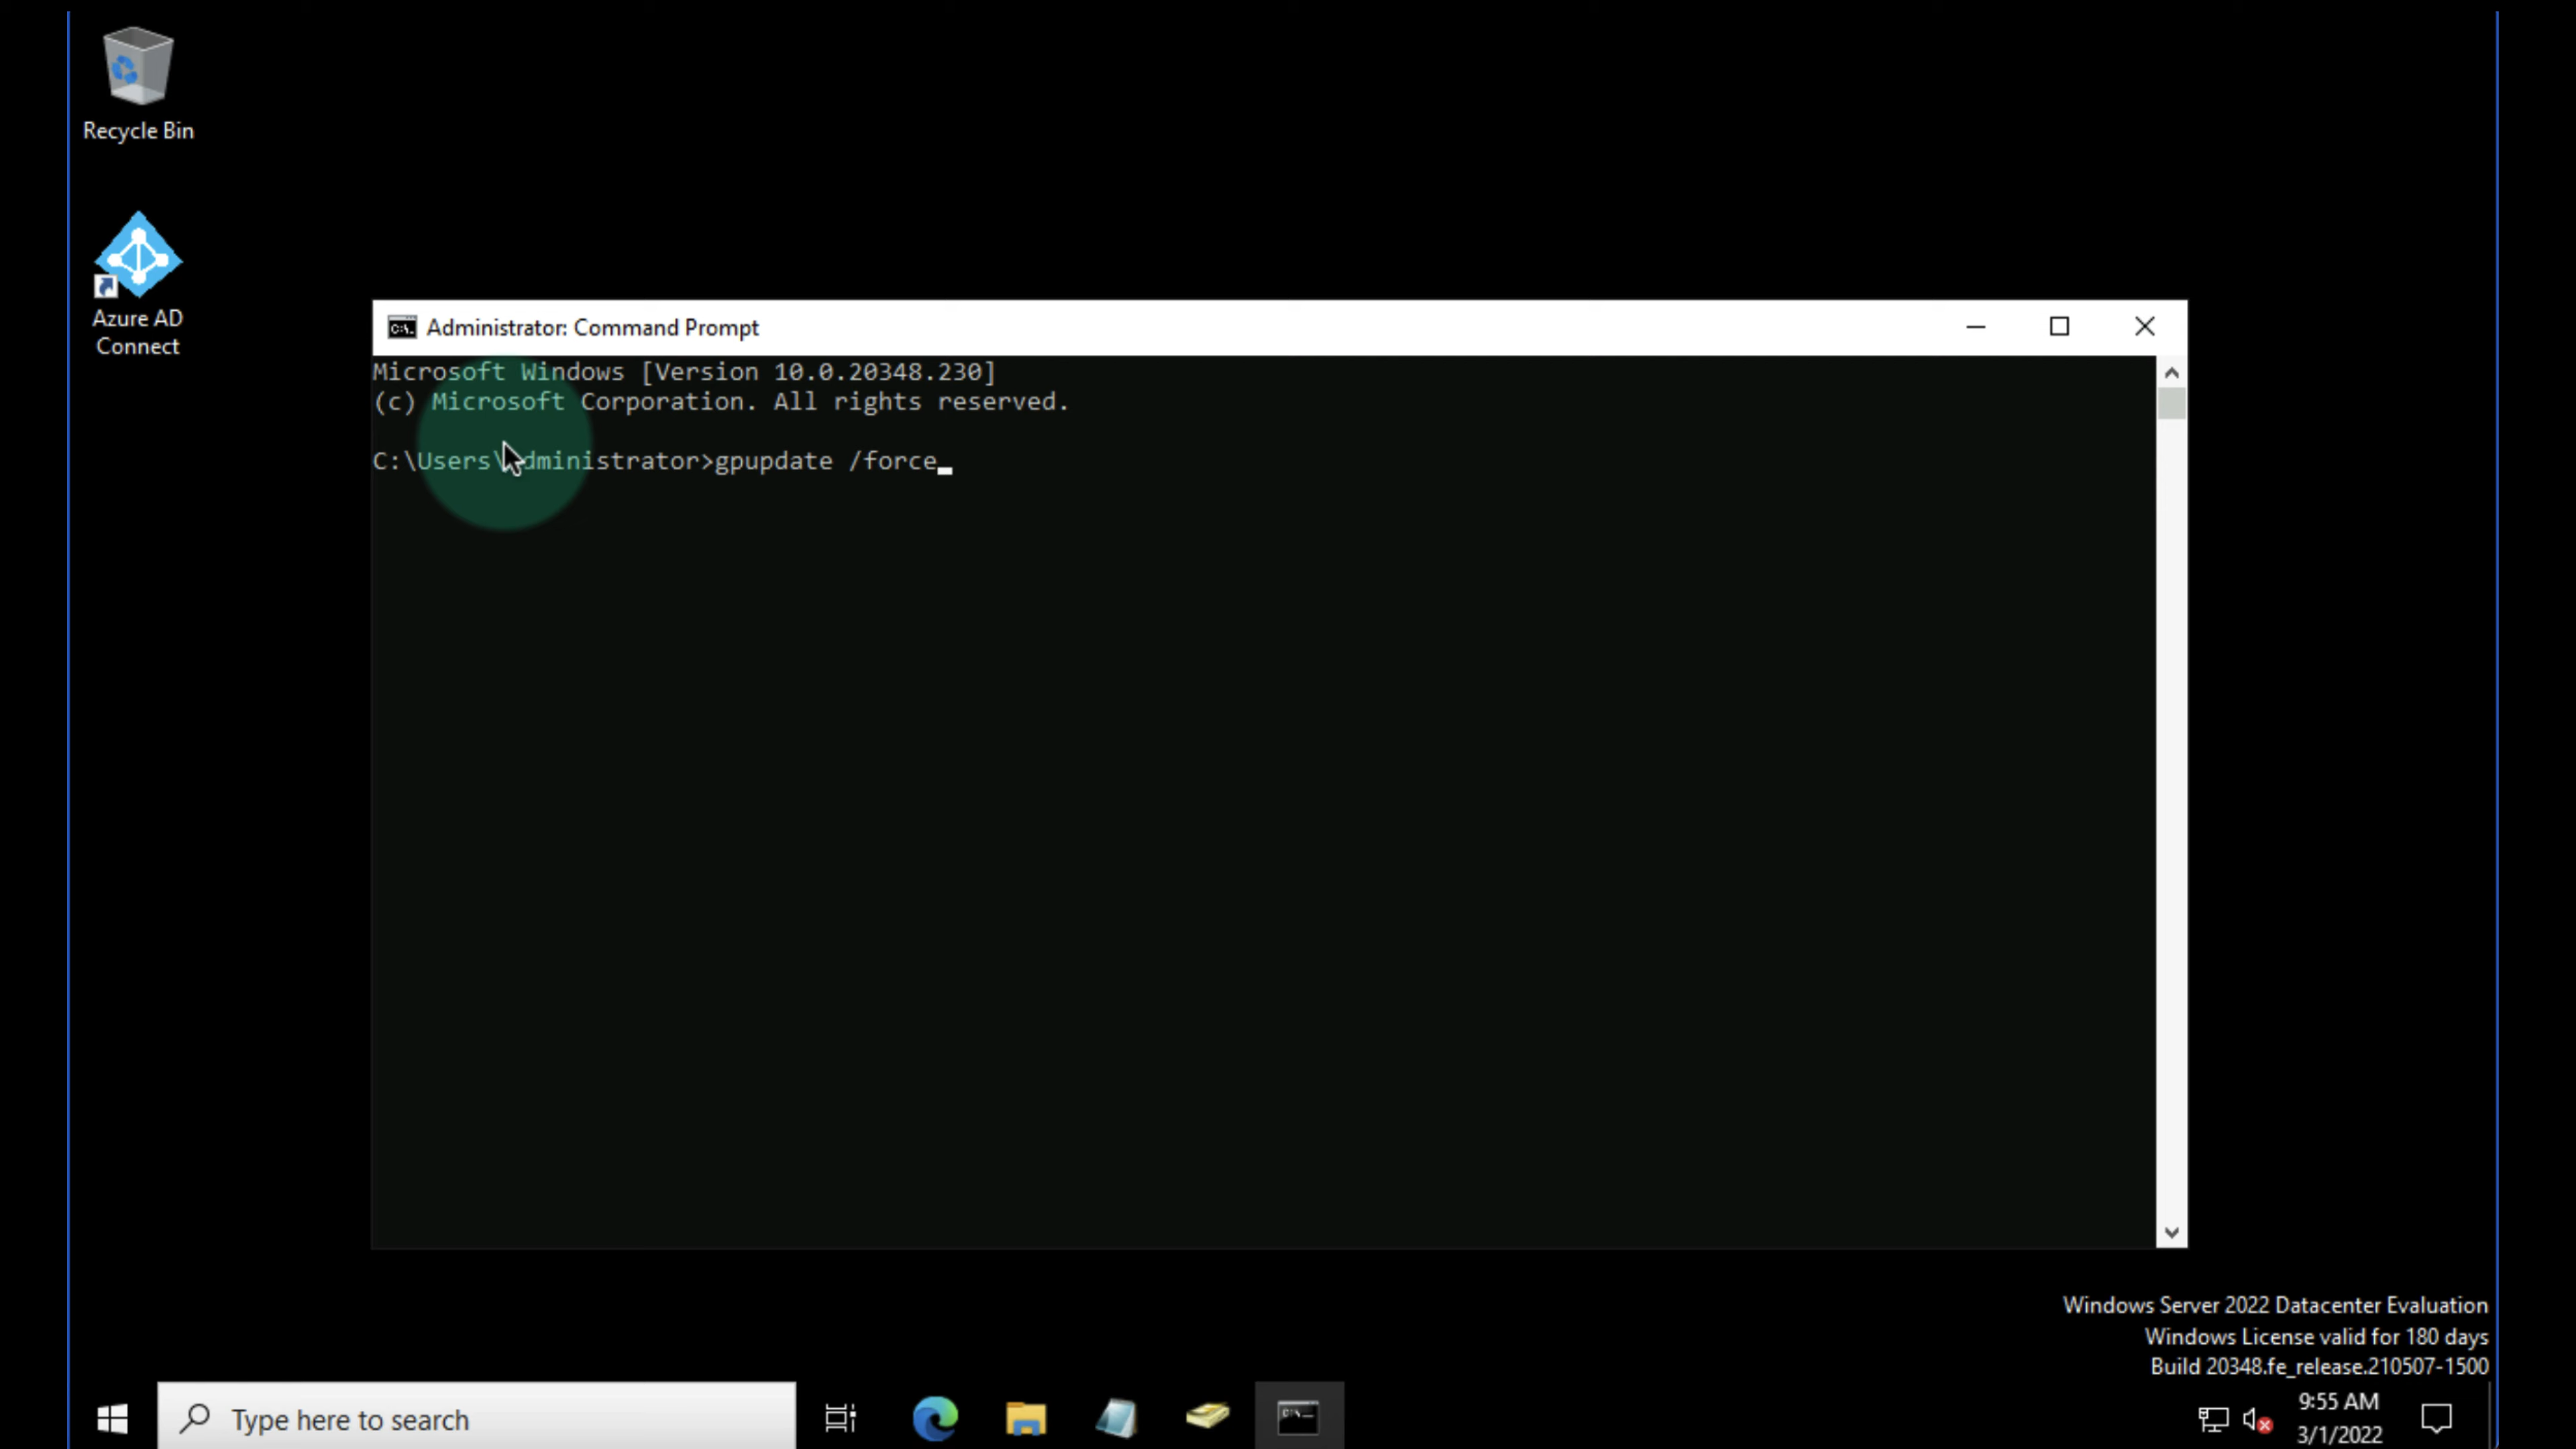 Recycle Bin
Azure AD
Connect
Administrator: Command Prompt
Microsoft Windows [Version 10.0.20348.230]
(c) Microsoft Corporation. All rights reserved.
C:\Users\Administrator>gpupdate /force
Windows Server 2022 Datacenter Evaluation
Windows License valid for 180 days
Build 20348.fe_release.210507-1500
Type here to search
9:55 AM
3/1/2022